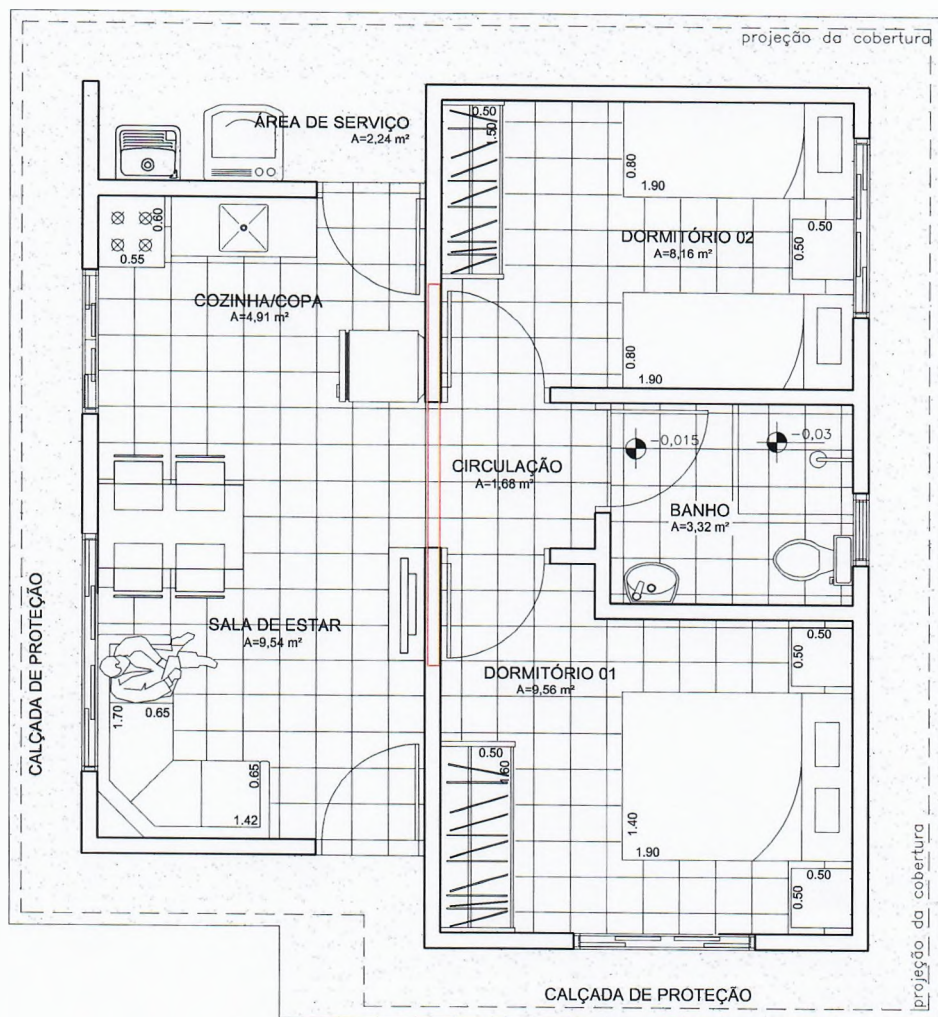 projeção da cobertura
ÁREA DE SERVIÇO
A=2,24 m²
0.50
1.50
0.80
1.90
0.60
0.55
DORMITÓRIO 02
A=8,16 m²
0.50
0.50
COZINHA/COPA
A=4,91 m²
0.80
1.90
-0,015
-0,03
CIRCULAÇÃO
A=1,68 m²
BANHO
A=3,32 m²
SALA DE ESTAR
A=9,54 m²
CALÇADA DE PROTEÇÃO
0.50
0.50
DORMITÓRIO 01
A=9,56 m²
1.70
0.65
0.50
1.60
0.65
1.42
1.40
1.90
0.50
0.50
projeção da cobertura
CALÇADA DE PROTEÇÃO